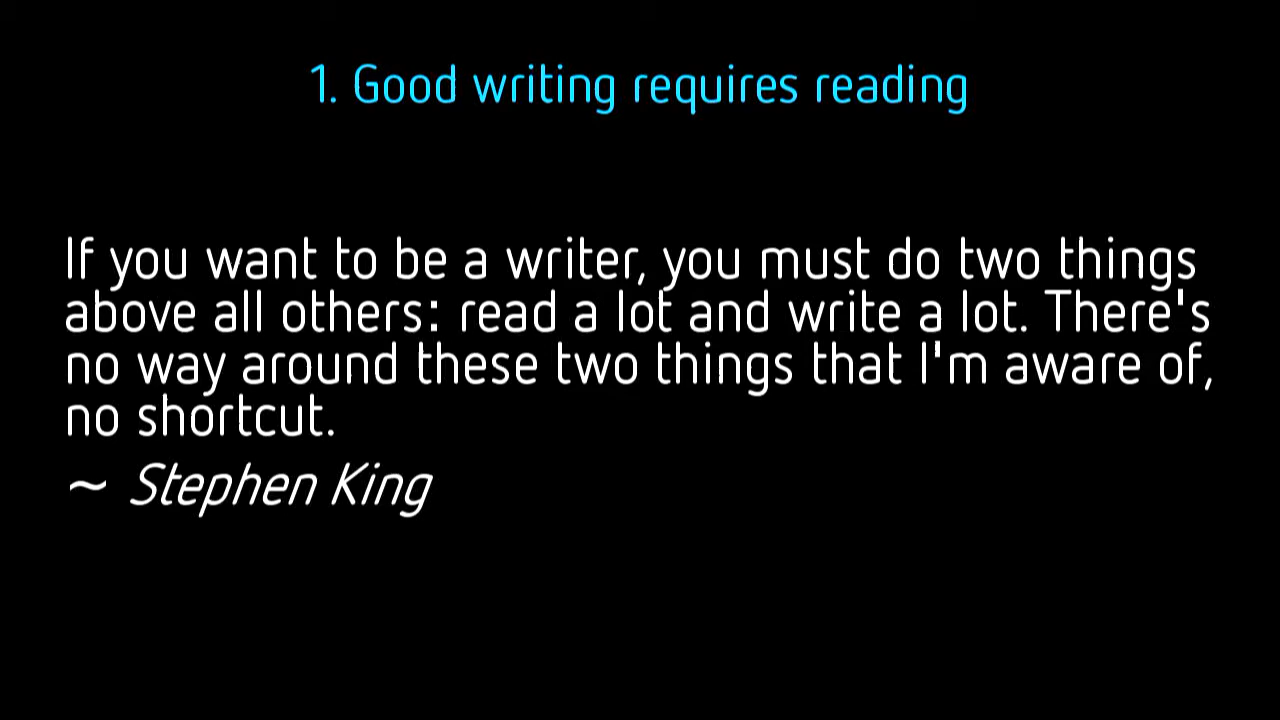 1. Good writing requires reading
If you want to be a writer, you must do two things
above all others: read a lot and write a lot. There's
no way around these two things that I'm aware of,
no shortcut.
~ Stephen King